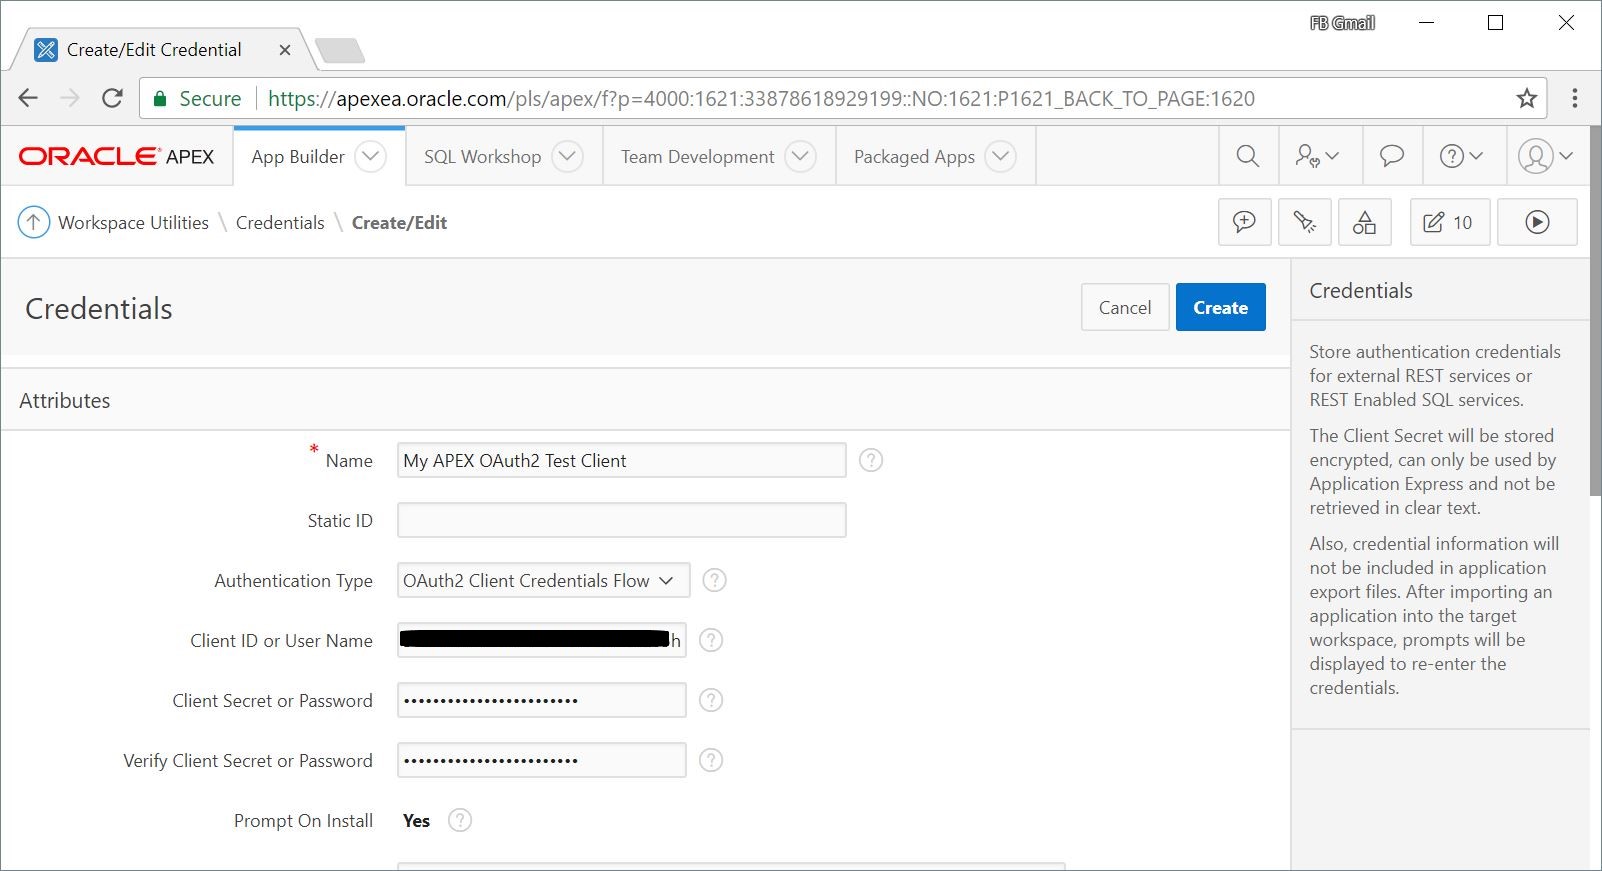 FB Gmail
Create/Edit Credential
Secure https://apexea.oracle.com/pls/apex/f?p=4000:1621:33878618929199::NO:1621:P1621_BACK_TO_PAGE:1620
ORACLE® APEX App Builder SQL Workshop Team Development Packaged Apps
Workspace Utilities \ Credentials \ Create/Edit 10
Credentials Cancel Create
Attributes
* Name My APEX OAuth2 Test Client ?
Static ID
Authentication Type OAuth2 Client Credentials Flow ?
Client ID or User Name h ?
Client Secret or Password •••••••••••••••••••••••• ?
Verify Client Secret or Password •••••••••••••••••••••••• ?
Prompt On Install Yes ?
Credentials
Store authentication credentials
for external REST services or
REST Enabled SQL services.
The Client Secret will be stored
encrypted, can only be used by
Application Express and not be
retrieved in clear text.
Also, credential information will
not be included in application
export files. After importing an
application into the target
workspace, prompts will be
displayed to re-enter the
credentials.